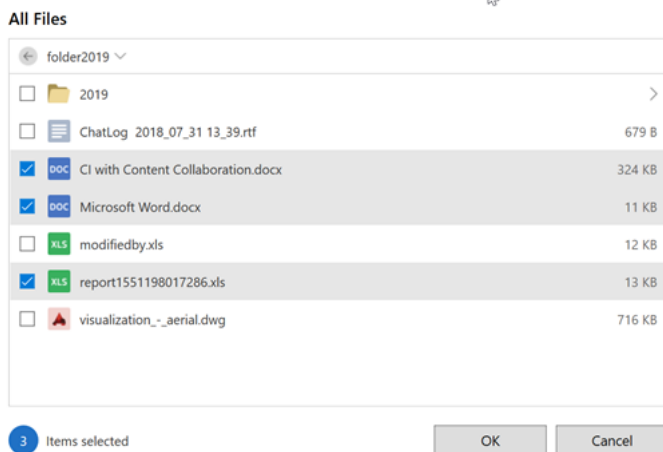 All Files
folder2019
2019
ChatLog 2018_07_31 13_39.rtf 679 B
DOC CI with Content Collaboration.docx 324 KB
DOC Microsoft Word.docx 11 KB
XLS modifiedby.xls 12 KB
XLS report1551198017286.xls 13 KB
visualization_-_aerial.dwg 716 KB
3 Items selected OK Cancel